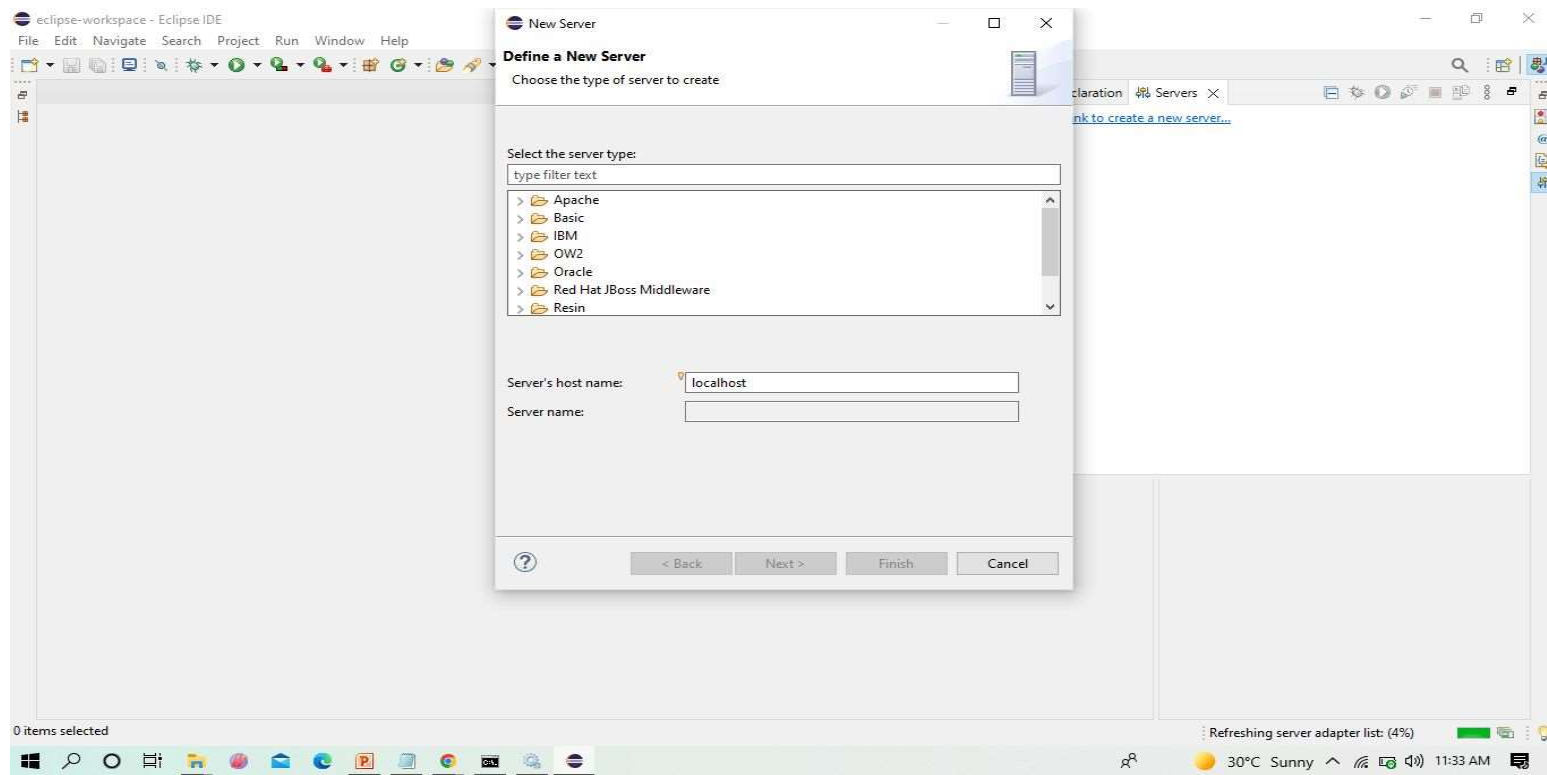 eclipse-workspace - Eclipse IDE
File Edit Navigate Search Project Run Window Help
New Server
Define a New Server
Choose the type of server to create
Select the server type:
type filter text
Apache
Basic
IBM
OW2
Oracle
Red Hat JBoss Middleware
Resin
Server's host name:
localhost
Server name:
< Back Next > Finish Cancel
claration Servers
nk to create a new server...
0 items selected
Refreshing server adapter list: (4%)
30°C Sunny 11:33 AM